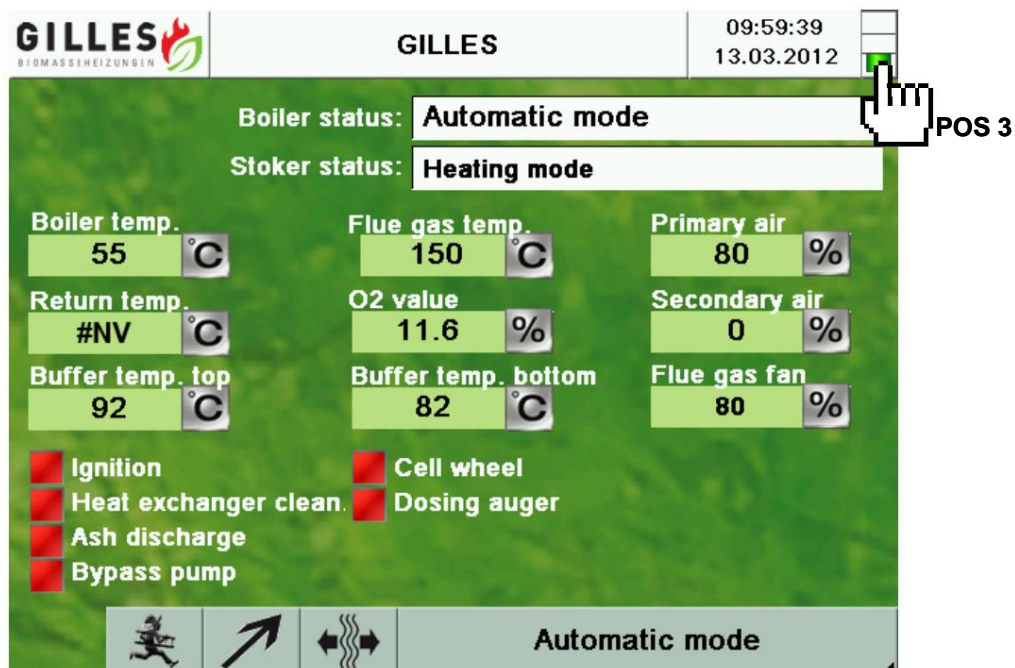 GILLES
BIOMASSEHEIZUNGEN
GILLES
09:59:39
13.03.2012
POS 3
Boiler status: Automatic mode
Stoker status: Heating mode
Boiler temp. Flue gas temp. Primary air
55 °C 150 °C 80 %
Return temp. O2 value Secondary air
#NV °C 11.6 % 0 %
Buffer temp. top Buffer temp. bottom Flue gas fan
92 °C 82 °C 80 %
Ignition Cell wheel
Heat exchanger clean. Dosing auger
Ash discharge
Bypass pump
Automatic mode